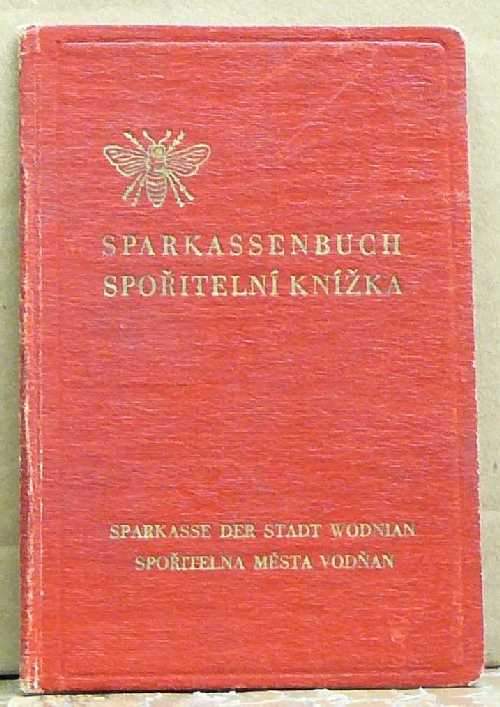 SPARKASSENBUCH
SPOŘITELNÍ KNÍŽKA
SPARKASSE DER STADT WODNIAN
SPOŘITELNA MĚSTA VODŇAN